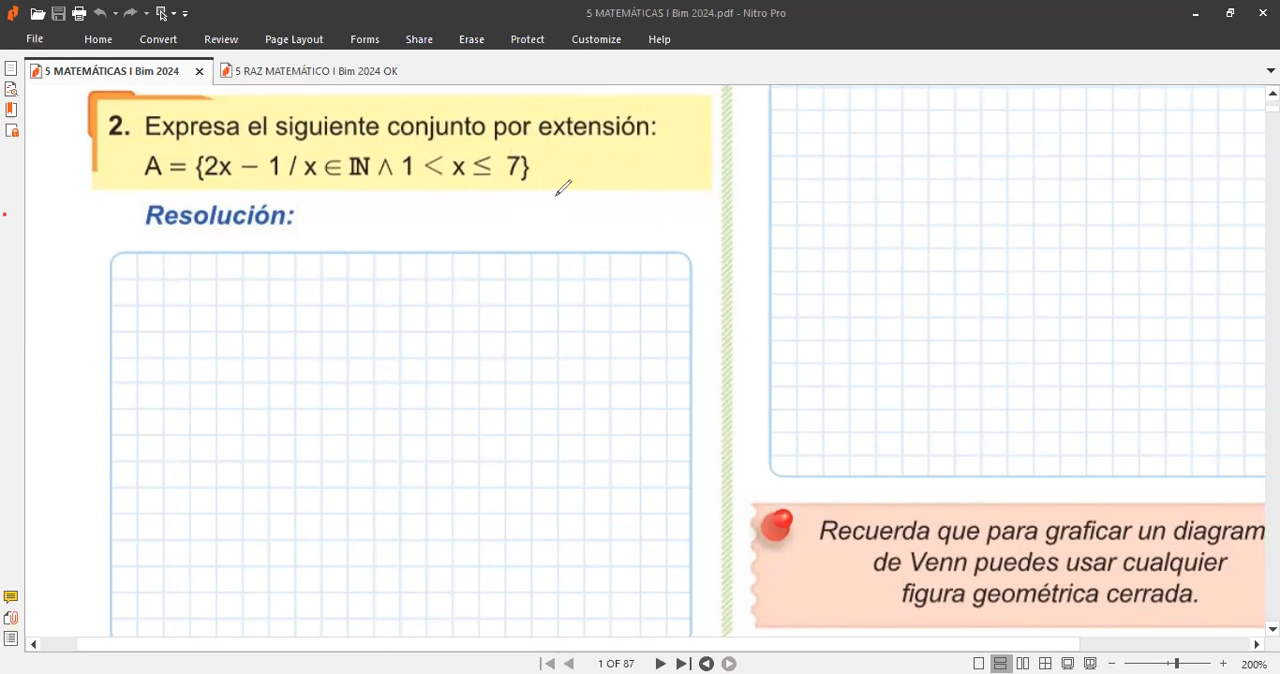 5 MATEMÁTICAS I Bim 2024.pdf - Nitro Pro
File Home Convert Review Page Layout Forms Share Erase Protect Customize Help
5 MATEMÁTICAS I Bim 2024 5 RAZ MATEMÁTICO I Bim 2024 OK
2. Expresa el siguiente conjunto por extensión:
A = {2x − 1 / x ∈ ℕ ∧ 1 < x ≤ 7}
Resolución:
Recuerda que para graficar un diagram
de Venn puedes usar cualquier
figura geométrica cerrada.
1 OF 87
200%